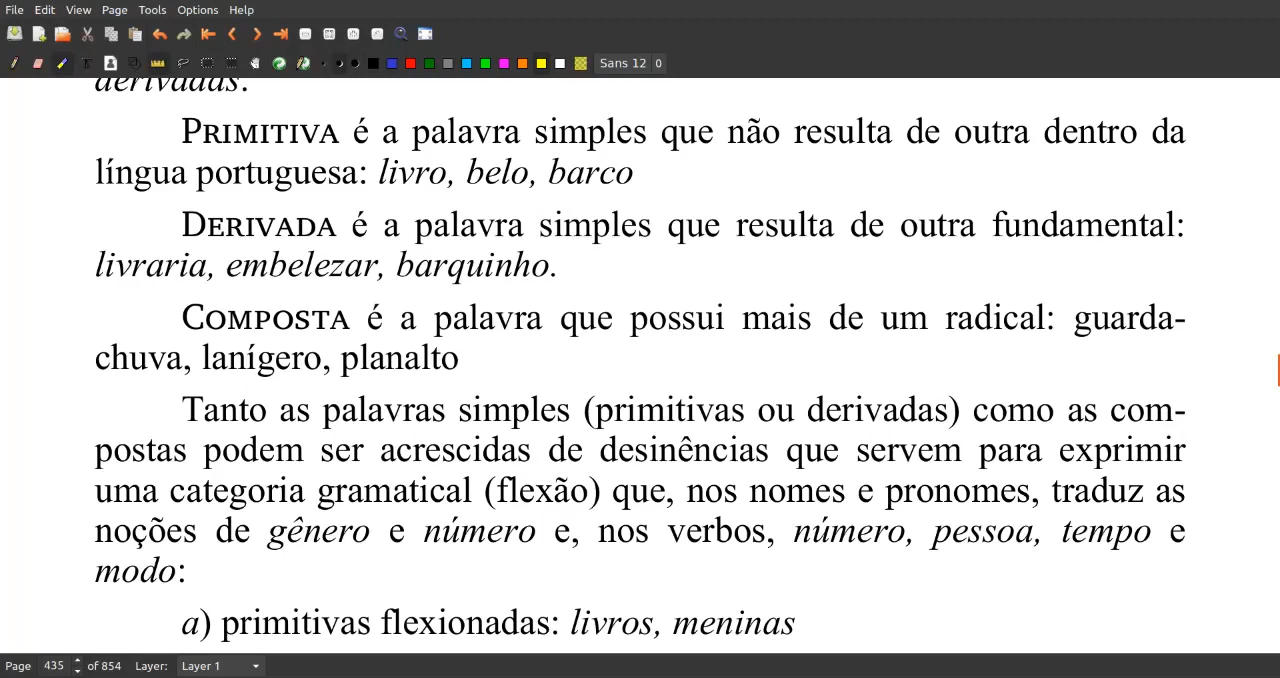 File Edit View Page Tools Options Help
Sans 12 0
derivadas.
PRIMITIVA é a palavra simples que não resulta de outra dentro da
língua portuguesa: livro, belo, barco
DERIVADA é a palavra simples que resulta de outra fundamental:
livraria, embelezar, barquinho.
COMPOSTA é a palavra que possui mais de um radical: guarda-
chuva, lanígero, planalto
Tanto as palavras simples (primitivas ou derivadas) como as com-
postas podem ser acrescidas de desinências que servem para exprimir
uma categoria gramatical (flexão) que, nos nomes e pronomes, traduz as
noções de gênero e número e, nos verbos, número, pessoa, tempo e
modo:
a) primitivas flexionadas: livros, meninas
Page 435 of 854 Layer: Layer 1